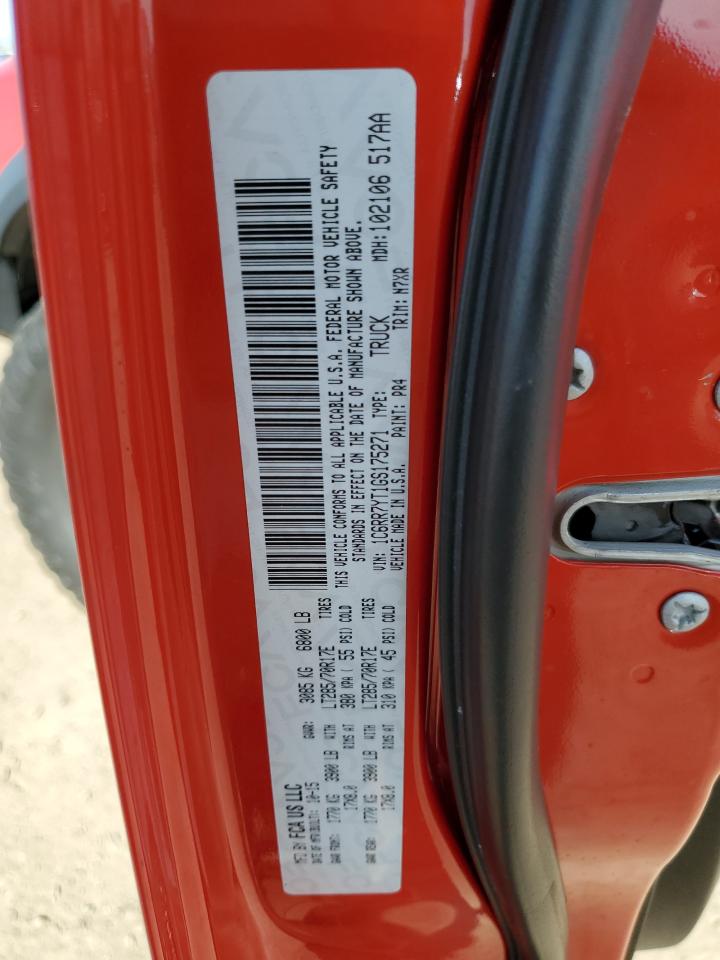 MFD BY FCA US LLC
DATE OF MFR(BUILT): 10-15 GVWR: 3085 KG 6800 LB
GAWR FRONT: 1770 KG 3900 LB WITH LT285/70R17E TIRES
17X8.0 RIMS AT 380 KPA ( 55 PSI) COLD
GAWR REAR: 1770 KG 3900 LB WITH LT285/70R17E TIRES
17X8.0 RIMS AT 310 KPA ( 45 PSI) COLD
THIS VEHICLE CONFORMS TO ALL APPLICABLE U.S.A. FEDERAL MOTOR VEHICLE SAFETY
STANDARDS IN EFFECT ON THE DATE OF MANUFACTURE SHOWN ABOVE.
VIN: 1C6RR7YT1GS175271 TYPE: TRUCK MDH:102106 517AA
VEHICLE MADE IN U.S.A. PAINT: PR4 TRIM: N7XR